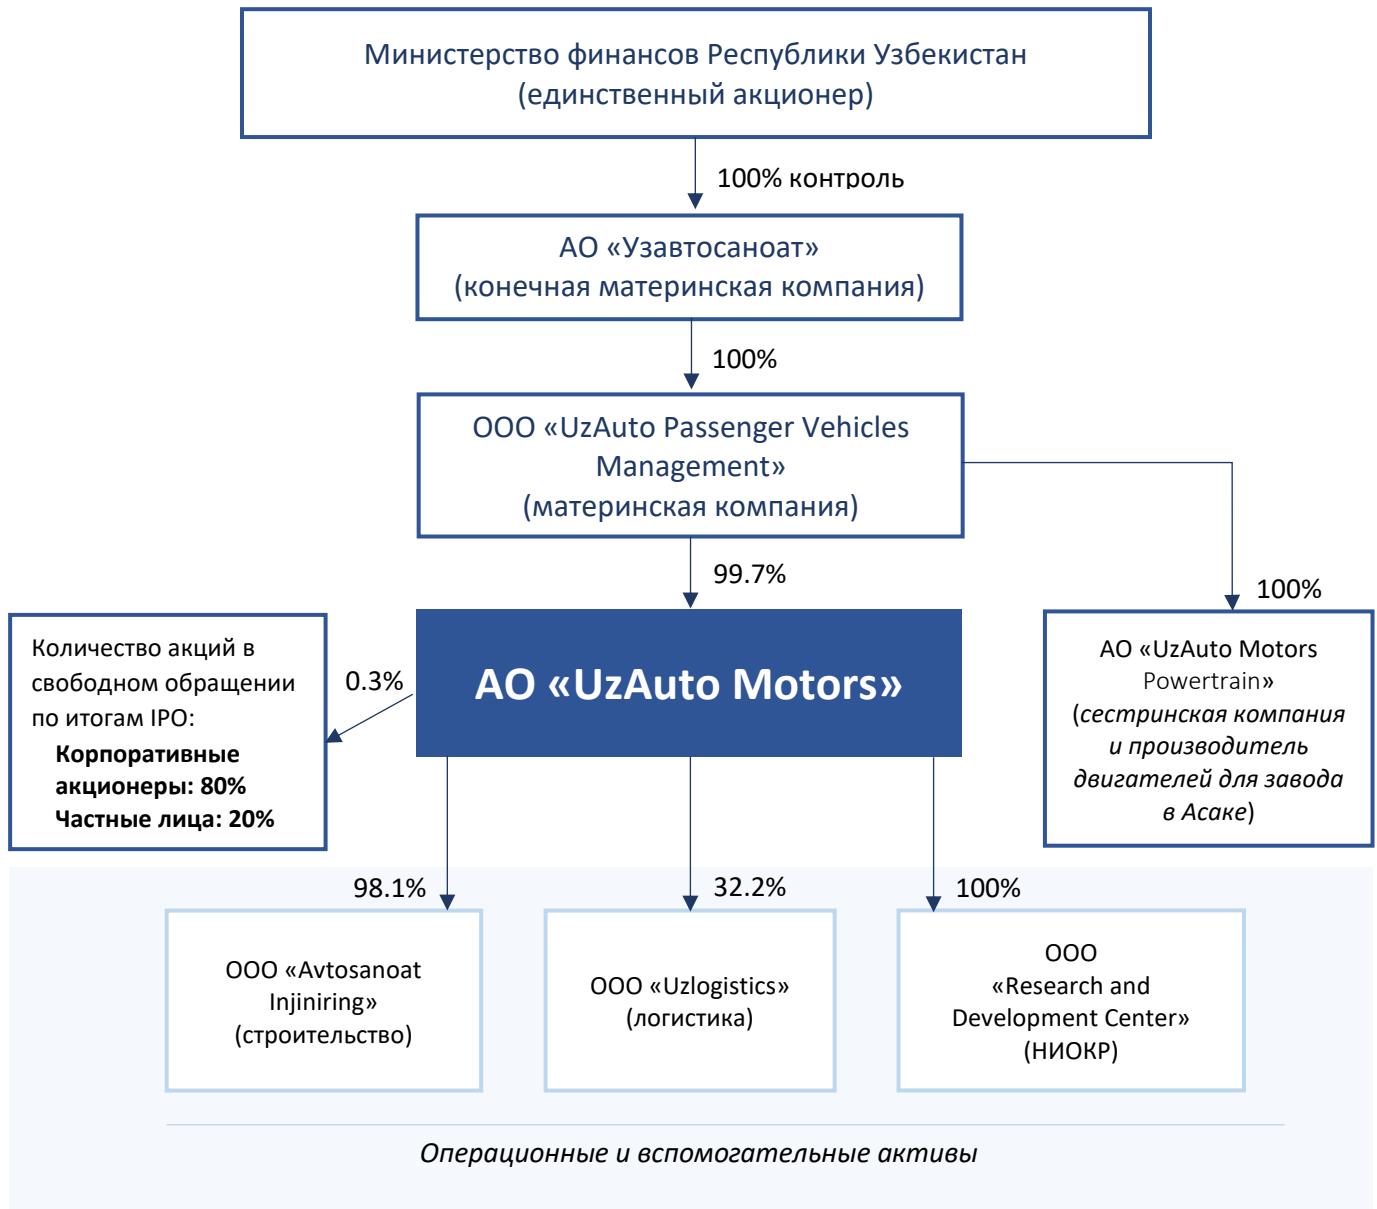 Министерство финансов Республики Узбекистан
(единственный акционер)
100% контроль
АО «Узавтосаноат»
(конечная материнская компания)
100%
ООО «UzAuto Passenger Vehicles
Management»
(материнская компания)
99.7%
100%
Количество акций в
свободном обращении
по итогам IPO:
Корпоративные
акционеры: 80%
Частные лица: 20%
0.3%
АО «UzAuto Motors»
АО «UzAuto Motors
Powertrain»
(сестринская компания
и производитель
двигателей для завода
в Асаке)
98.1%
32.2%
100%
ООО «Avtosanoat
Injiniring»
(строительство)
ООО «Uzlogistics»
(логистика)
ООО
«Research and
Development Center»
(НИОКР)
Операционные и вспомогательные активы